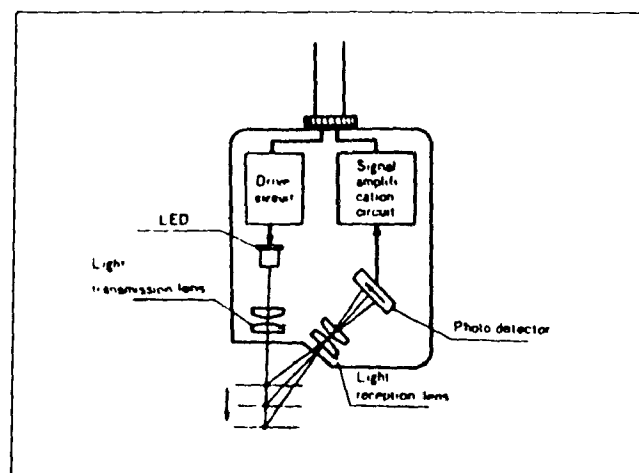 Drive
circuit
Signal
amplifi
cation
circuit
LED
Light
transmission lens
Photo detector
Light
reception lens